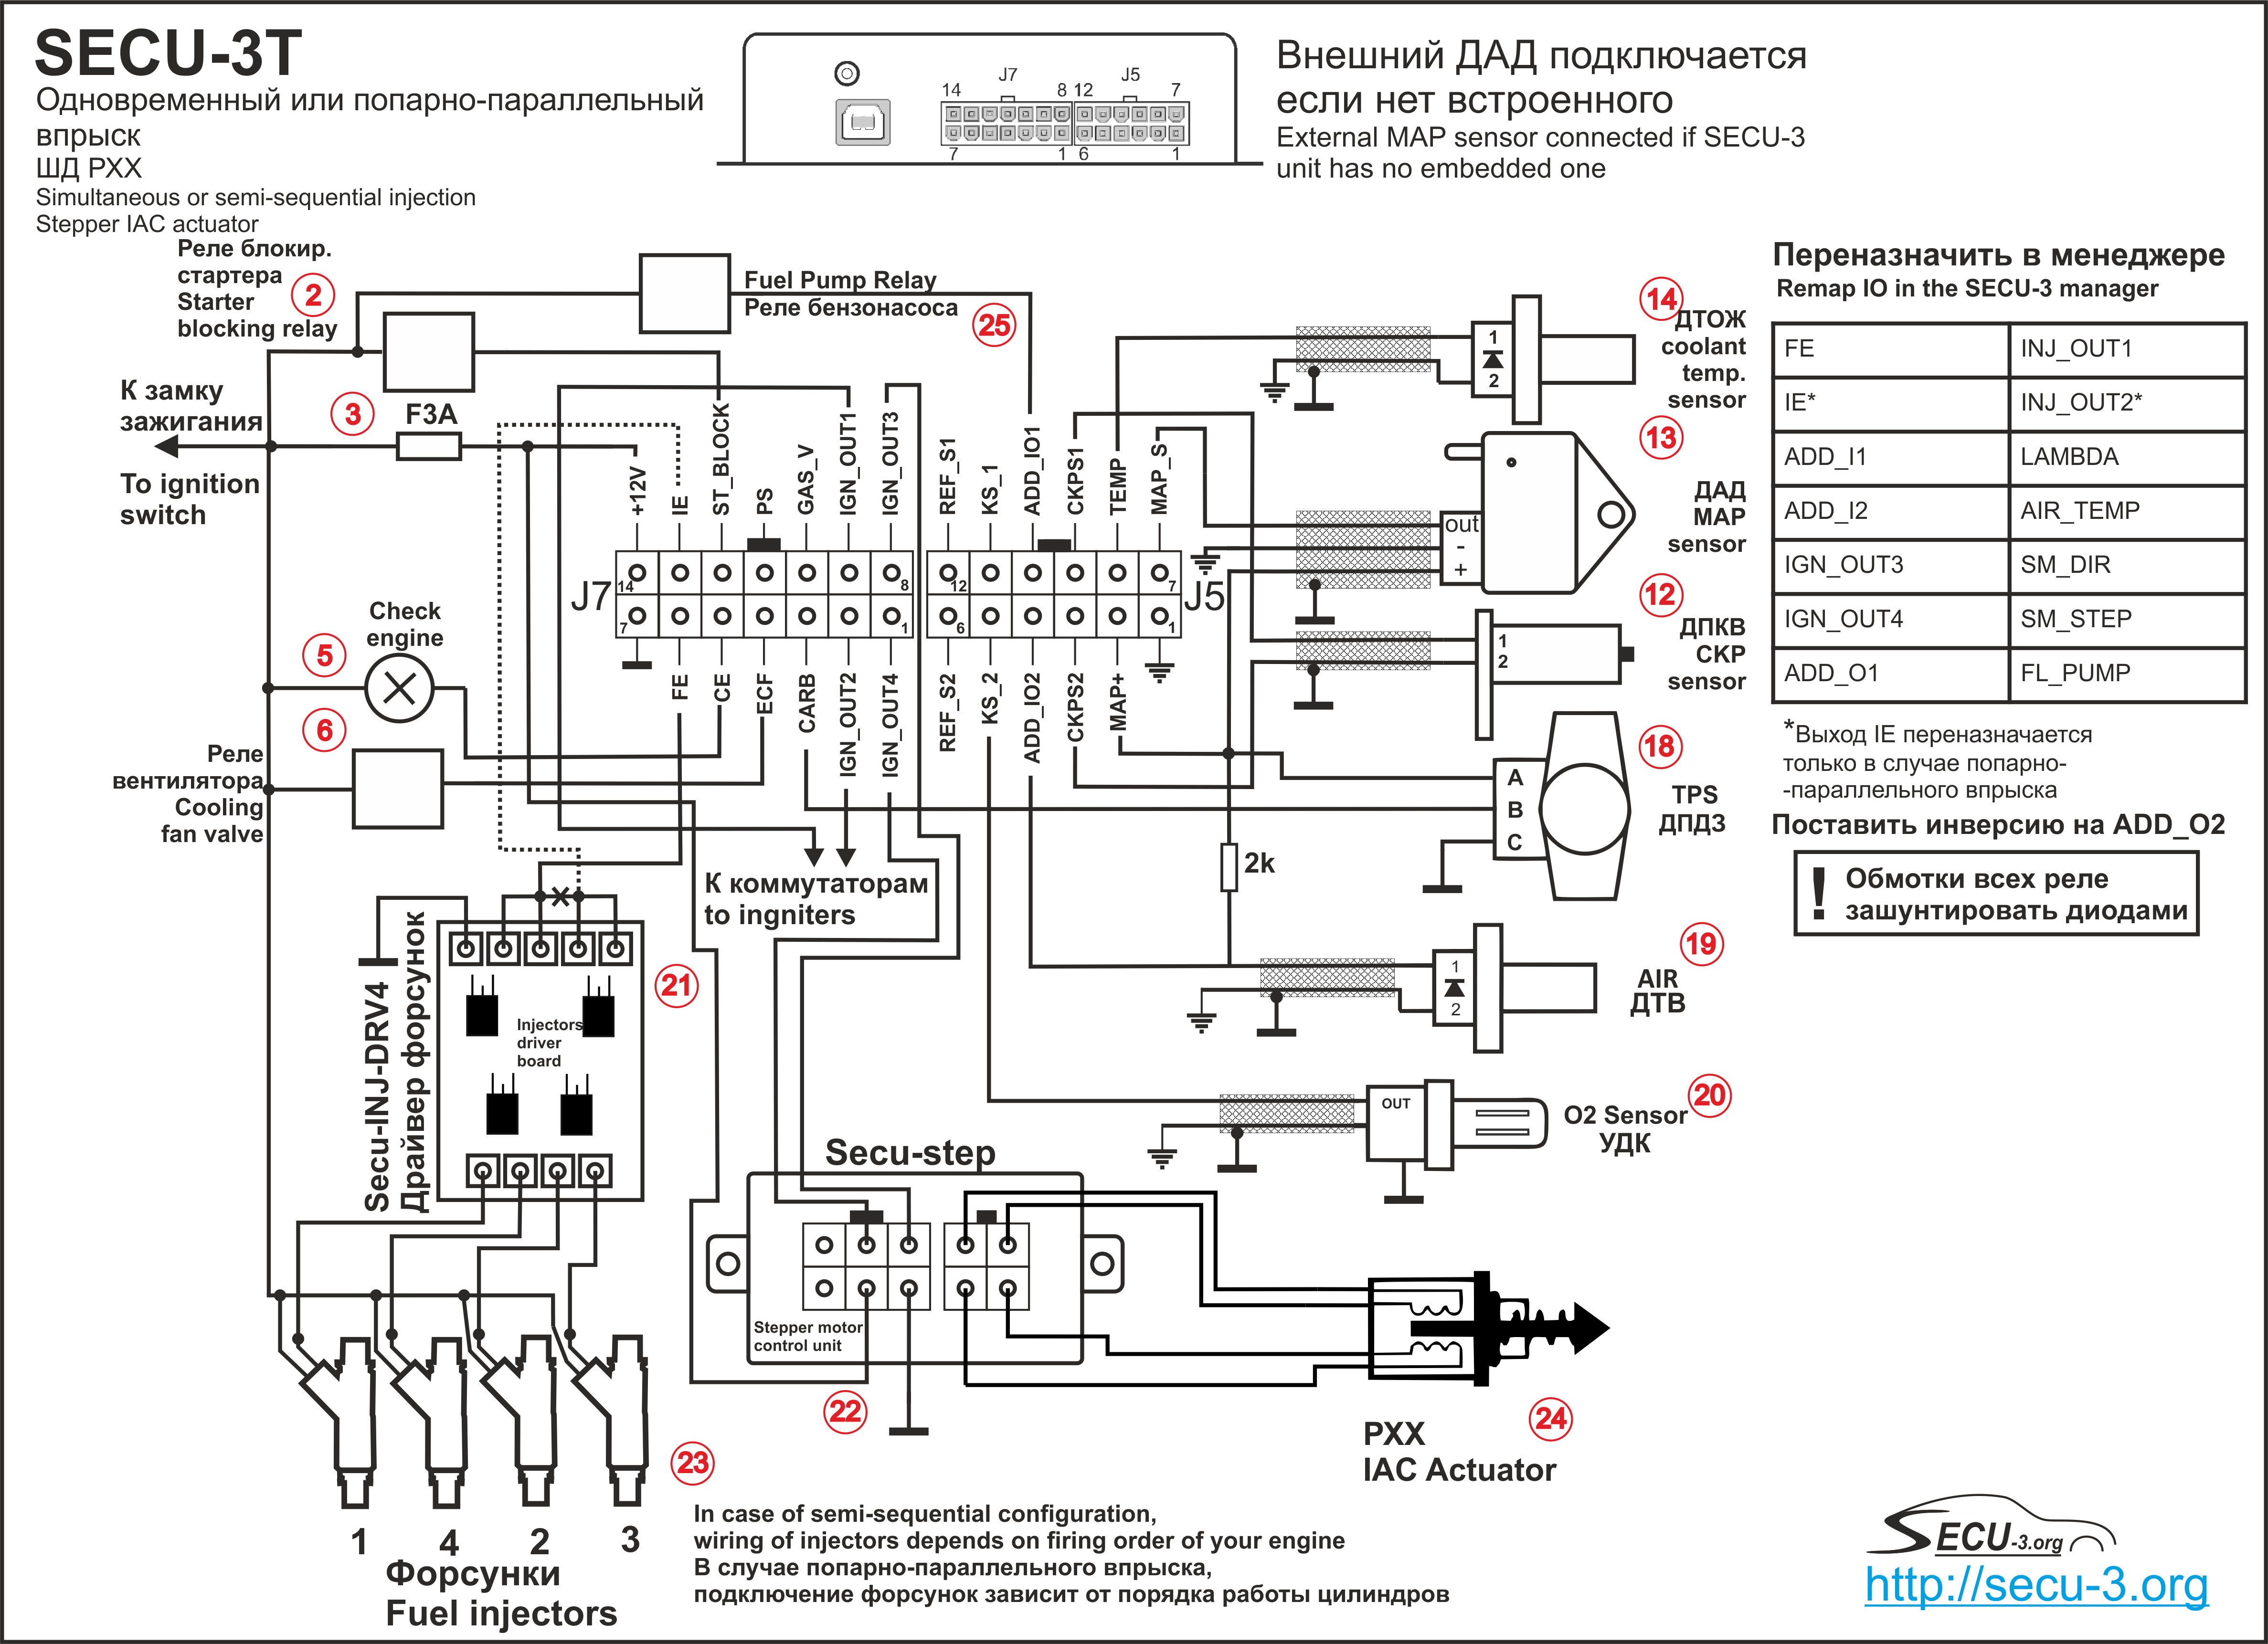 SECU-3T
Одновременный или попарно-параллельный
впрыск
ШД РХХ
Simultaneous or semi-sequential injection
Stepper IAC actuator
J7
J5
14
8
12
7
7
1
6
1
Внешний ДАД подключается
если нет встроенного
External MAP sensor connected if SECU-3
unit has no embedded one
Реле блокир.
стартера
Starter
blocking relay
2
Fuel Pump Relay
Реле бензонасоса
25
К замку
зажигания
To ignition
switch
3
F3A
+12V
IE
ST_BLOCK
PS
GAS_V
IGN_OUT1
IGN_OUT3
REF_S1
KS_1
ADD_IO1
CKPS1
TEMP
MAP_S
J7
14
8
7
1
12
7
6
1
J5
FE
CE
ECF
CARB
IGN_OUT2
IGN_OUT4
REF_S2
KS_2
ADD_IO2
CKPS2
MAP+
Check
engine
5
6
Реле
вентилятора
Cooling
fan valve
К коммутаторам
to ingniters
2k
14
ДТОЖ
coolant
temp.
sensor
1
2
13
ДАД
MAP
sensor
out
-
+
12
ДПКВ
CKP
sensor
1
2
18
TPS
ДПДЗ
A
B
C
19
AIR
ДТВ
1
2
20
O2 Sensor
УДК
OUT
Переназначить в менеджере
Remap IO in the SECU-3 manager
FE INJ_OUT1
IE* INJ_OUT2*
ADD_I1 LAMBDA
ADD_I2 AIR_TEMP
IGN_OUT3 SM_DIR
IGN_OUT4 SM_STEP
ADD_O1 FL_PUMP
*Выход IE переназначается
только в случае попарно-
-параллельного впрыска
Поставить инверсию на ADD_O2
! Обмотки всех реле
зашунтировать диодами
Secu-INJ-DRV4
Драйвер форсунок
Injectors
driver
board
21
Secu-step
Stepper motor
control unit
22
24
РХХ
IAC Actuator
23
1
4
2
3
Форсунки
Fuel injectors
In case of semi-sequential configuration,
wiring of injectors depends on firing order of your engine
В случае попарно-параллельного впрыска,
подключение форсунок зависит от порядка работы цилиндров
SECU-3.org
http://secu-3.org